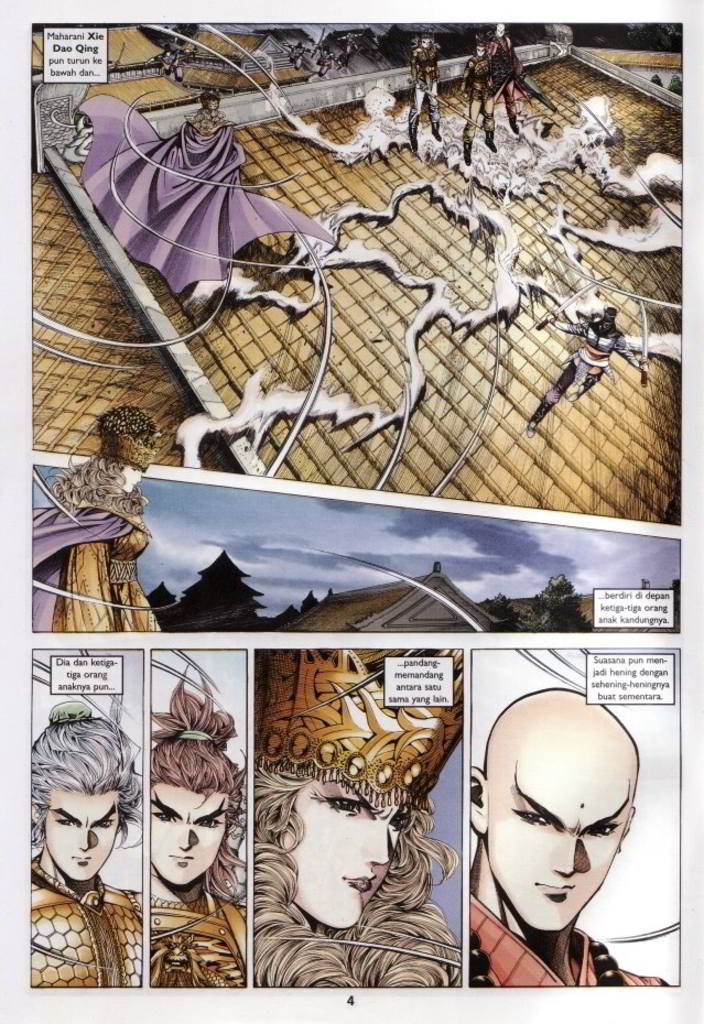 Maharani Xie
Dao Qing
pun turun ke
bawah dan...
...berdiri di depan
ketiga-tiga orang
anak kandungnya.
Dia dan ketiga-
tiga orang
anaknya pun...
...pandang-
memandang
antara satu
sama yang lain.
Suasana pun men-
jadi hening dengan
sehening-heningnya
buat sementara.
4